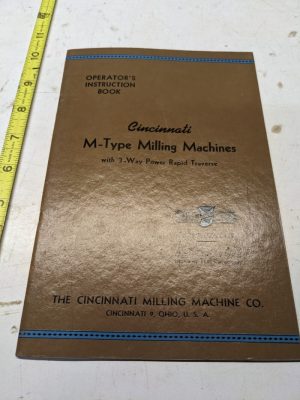 OPERATOR'S
INSTRUCTION
BOOK
Cincinnati
M-Type Milling Machines
with 3-Way Power Rapid Traverse
THE CINCINNATI MILLING MACHINE CO.
CINCINNATI 9, OHIO, U. S. A.